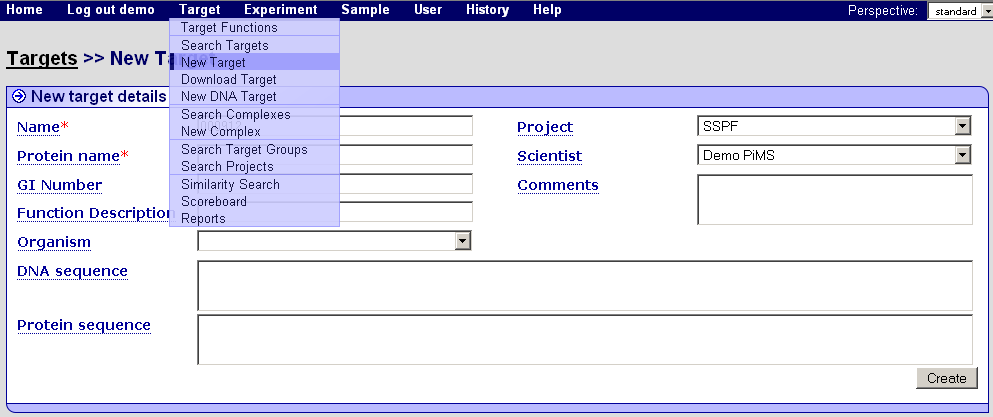 Home Log out demo Target Experiment Sample User History Help Perspective: standard
Target Functions
Search Targets
Targets >> New
New Target
Download Target
New target details
New DNA Target
Search Complexes
Name*
New Complex
Project SSPF
Search Target Groups
Protein name*
Scientist Demo PiMS
Search Projects
GI Number
Similarity Search
Comments
Scoreboard
Function Description
Reports
Organism
DNA sequence
Protein sequence
Create